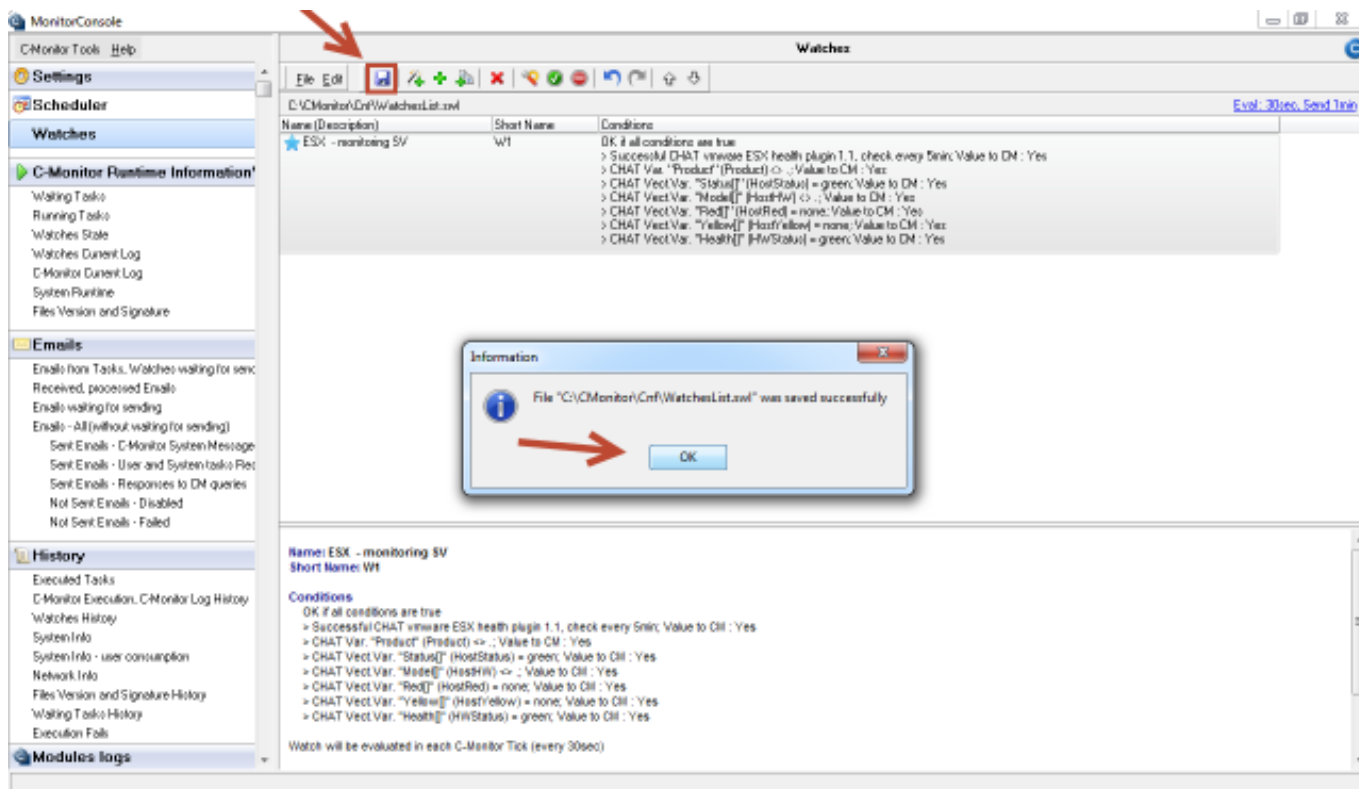 MonitorConsole
C-Monitor Tools Help
Watches
Settings
Scheduler
Watches
C-Monitor Runtime Information
Waiting Tasks
Running Tasks
Watches State
Watches Current Log
C-Monitor Current Log
System Runtime
Files Version and Signature
Emails
Emails from Tasks, Watches waiting for send
Received, processed Emails
Emails waiting for sending
Emails - All (without waiting for sending)
Sent Emails - C-Monitor System Message
Sent Emails - User and System tasks Res
Sent Emails - Responses to CM queries
Not Sent Emails - Disabled
Not Sent Emails - Failed
History
Executed Tasks
C-Monitor Execution, C-Monitor Log History
Watches History
System Info
System Info - user consumption
Network Info
Files Version and Signature History
Waiting Tasks History
Execution Fails
Modules logs
File Edit
C:\CMonitor\Cnf\WatchesList.swl
Eval: 30sec, Send 1min
Name (Description) Short Name Conditions
ESX - monitoring SV W1 OK if all conditions are true
> Successful CHAT vmware ESX health plugin 1.1, check every 5min; Value to CM : Yes
> CHAT Var. "Product" (Product) <> .; Value to CM : Yes
> CHAT Vect.Var. "Status[]" (HostStatus) = green; Value to CM : Yes
> CHAT Vect.Var. "Model[]" (HostHW) <> .; Value to CM : Yes
> CHAT Vect.Var. "Red[]" (HostRed) = none; Value to CM : Yes
> CHAT Vect.Var. "Yellow[]" (HostYellow) = none; Value to CM : Yes
> CHAT Vect.Var. "Health[]" (HWStatus) = green; Value to CM : Yes
Information
File "C:\CMonitor\Cnf\WatchesList.swl" was saved successfully
OK
Name: ESX - monitoring SV
Short Name: W1
Conditions
OK if all conditions are true
> Successful CHAT vmware ESX health plugin 1.1, check every 5min; Value to CM : Yes
> CHAT Var. "Product" (Product) <> .; Value to CM : Yes
> CHAT Vect.Var. "Status[]" (HostStatus) = green; Value to CM : Yes
> CHAT Vect.Var. "Model[]" (HostHW) <> .; Value to CM : Yes
> CHAT Vect.Var. "Red[]" (HostRed) = none; Value to CM : Yes
> CHAT Vect.Var. "Yellow[]" (HostYellow) = none; Value to CM : Yes
> CHAT Vect.Var. "Health[]" (HWStatus) = green; Value to CM : Yes
Watch will be evaluated in each C-Monitor Tick (every 30sec)